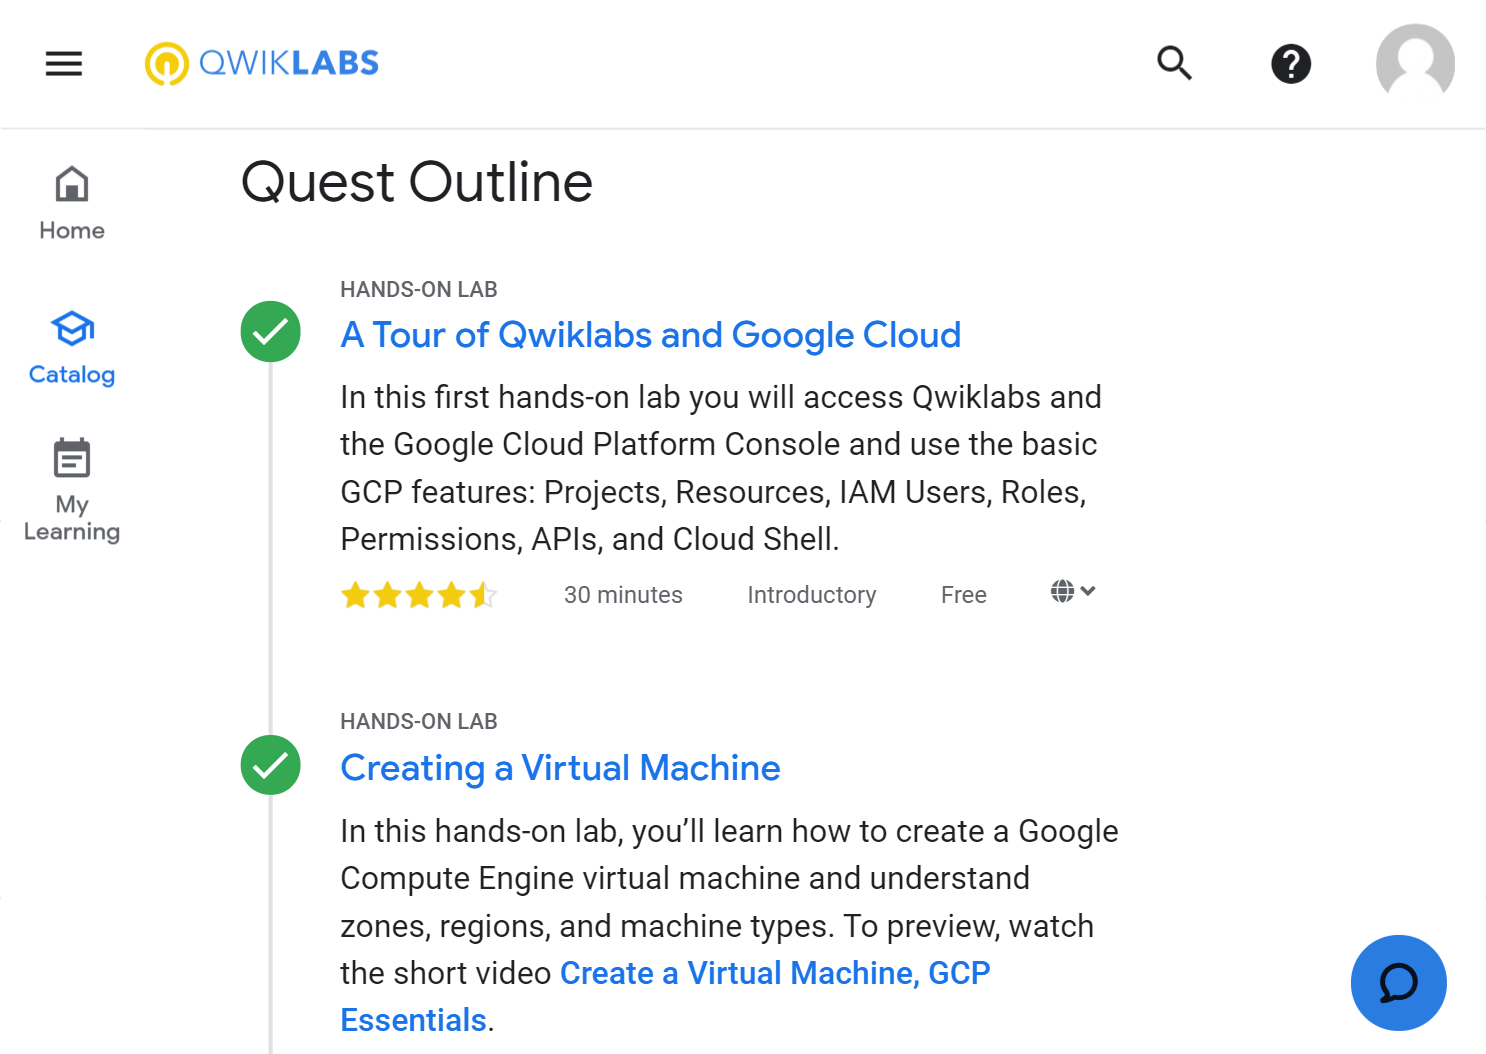 QWIKLABS
Home
Catalog
My
Learning
Quest Outline
HANDS-ON LAB
A Tour of Qwiklabs and Google Cloud
In this first hands-on lab you will access Qwiklabs and
the Google Cloud Platform Console and use the basic
GCP features: Projects, Resources, IAM Users, Roles,
Permissions, APIs, and Cloud Shell.
30 minutes Introductory Free
HANDS-ON LAB
Creating a Virtual Machine
In this hands-on lab, you’ll learn how to create a Google
Compute Engine virtual machine and understand
zones, regions, and machine types. To preview, watch
the short video Create a Virtual Machine, GCP
Essentials.